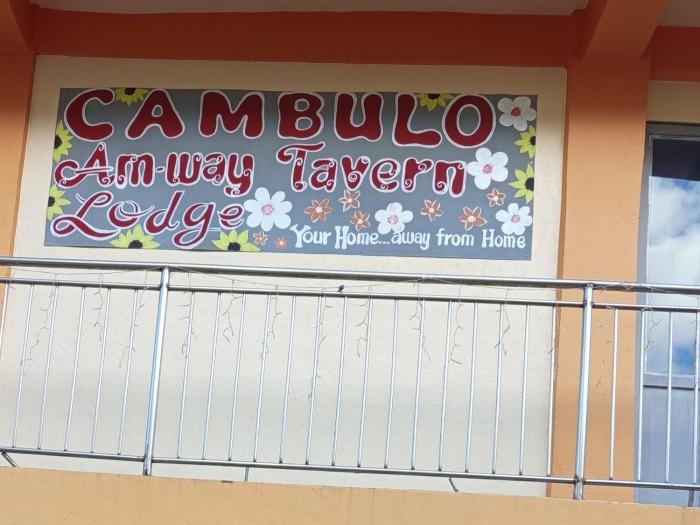 CAMBULO
Am-way Tavern
Lodge
Your Home...away from Home